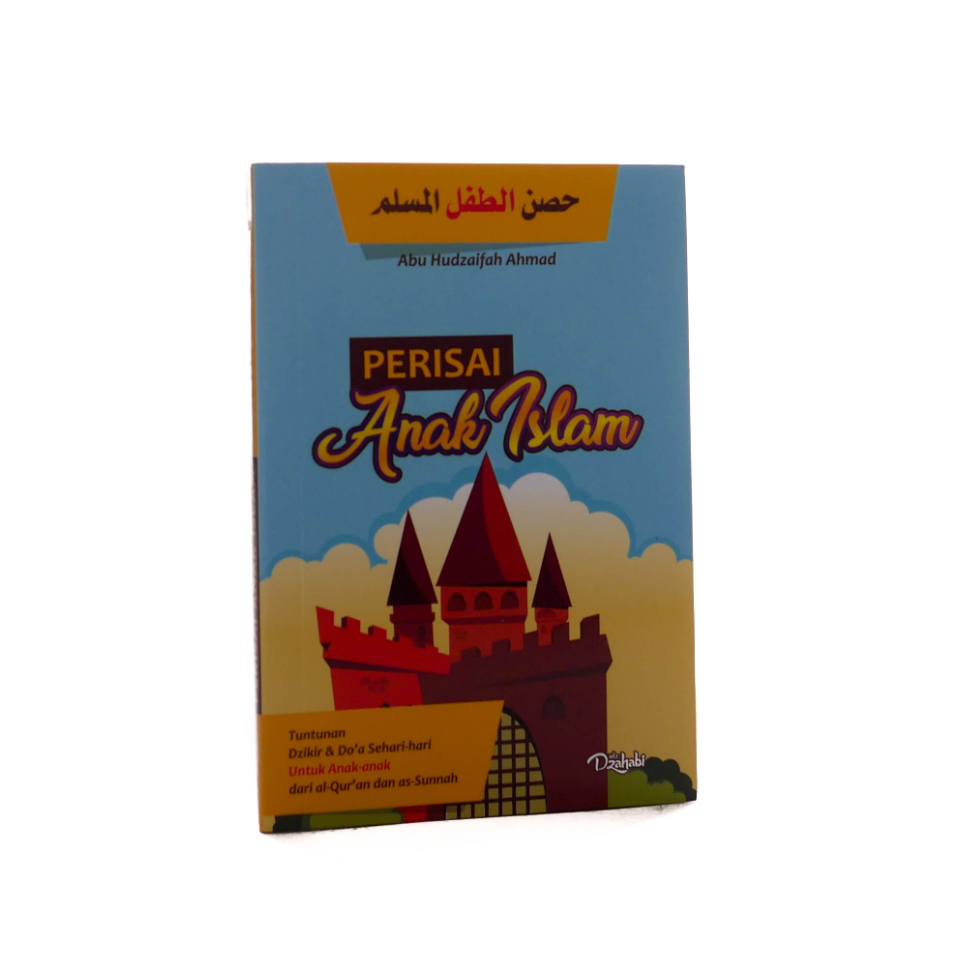 حصن الطفل المسلم
Abu Hudzaifah Ahmad
PERISAI
Anak Islam
Tuntunan
Dzikir & Do'a Sehari-hari
Untuk Anak-anak
dari al-Qur'an dan as-Sunnah
Dzahabi